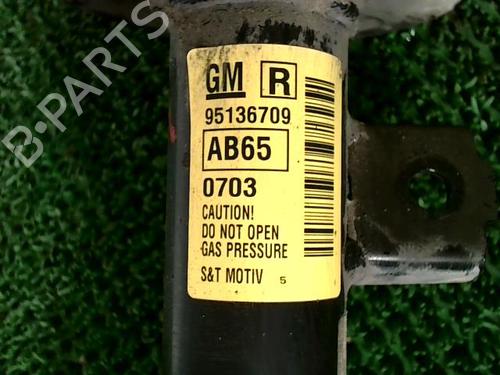 B-PARTS
GM R
95136709
AB65
0703
CAUTION!
DO NOT OPEN
GAS PRESSURE
S&T MOTIV 5